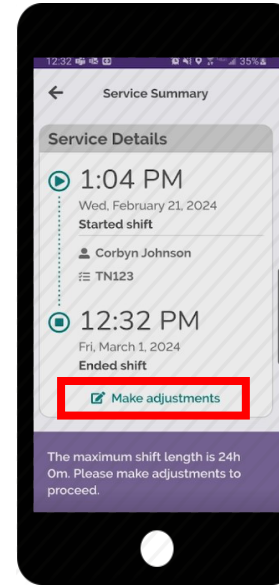 12:32 35%
Service Summary
Service Details
1:04 PM
Wed, February 21, 2024
Started shift
Corbyn Johnson
TN123
12:32 PM
Fri, March 1, 2024
Ended shift
Make adjustments
The maximum shift length is 24h
0m. Please make adjustments to
proceed.